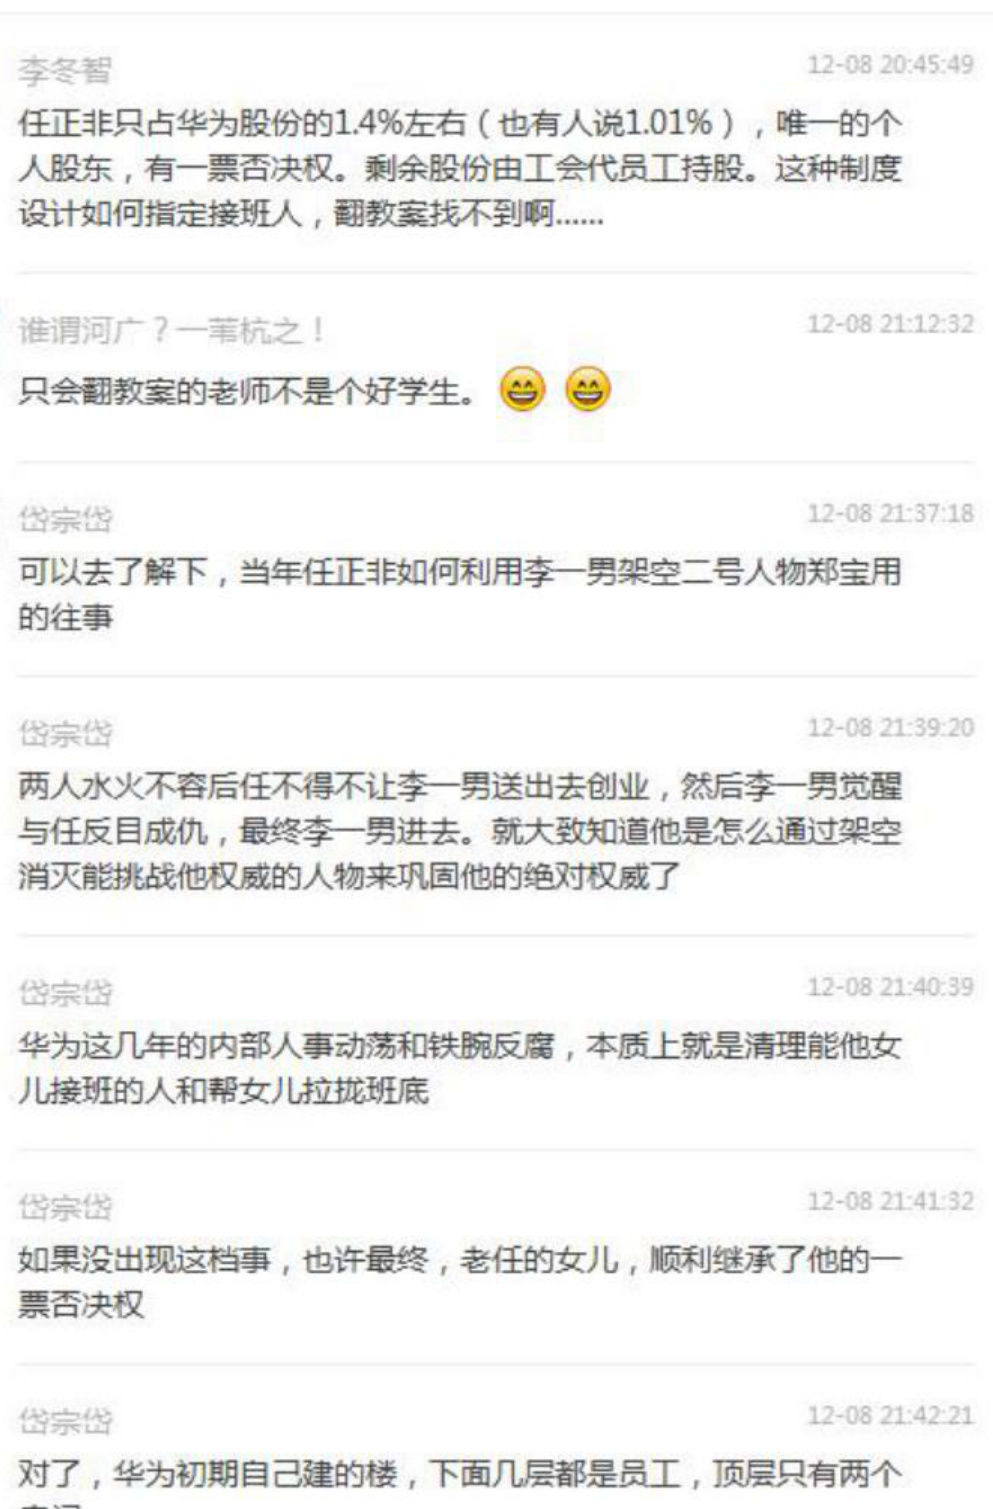 李冬智
12-08 20:45:49
任正非只占华为股份的1.4%左右（也有人说1.01%），唯一的个
人股东，有一票否决权。剩余股份由工会代员工持股。这种制度
设计如何指定接班人，翻教案找不到啊......
谁谓河广？一苇杭之！
12-08 21:12:32
只会翻教案的老师不是个好学生。
岱宗岱
12-08 21:37:18
可以去了解下，当年任正非如何利用李一男架空二号人物郑宝用
的往事
岱宗岱
12-08 21:39:20
两人水火不容后任不得不让李一男送出去创业，然后李一男觉醒
与任反目成仇，最终李一男进去。就大致知道他是怎么通过架空
消灭能挑战他权威的人物来巩固他的绝对权威了
岱宗岱
12-08 21:40:39
华为这几年的内部人事动荡和铁腕反腐，本质上就是清理能他女
儿接班的人和帮女儿拉拢班底
岱宗岱
12-08 21:41:32
如果没出现这档事，也许最终，老任的女儿，顺利继承了他的一
票否决权
岱宗岱
12-08 21:42:21
对了，华为初期自己建的楼，下面几层都是员工，顶层只有两个